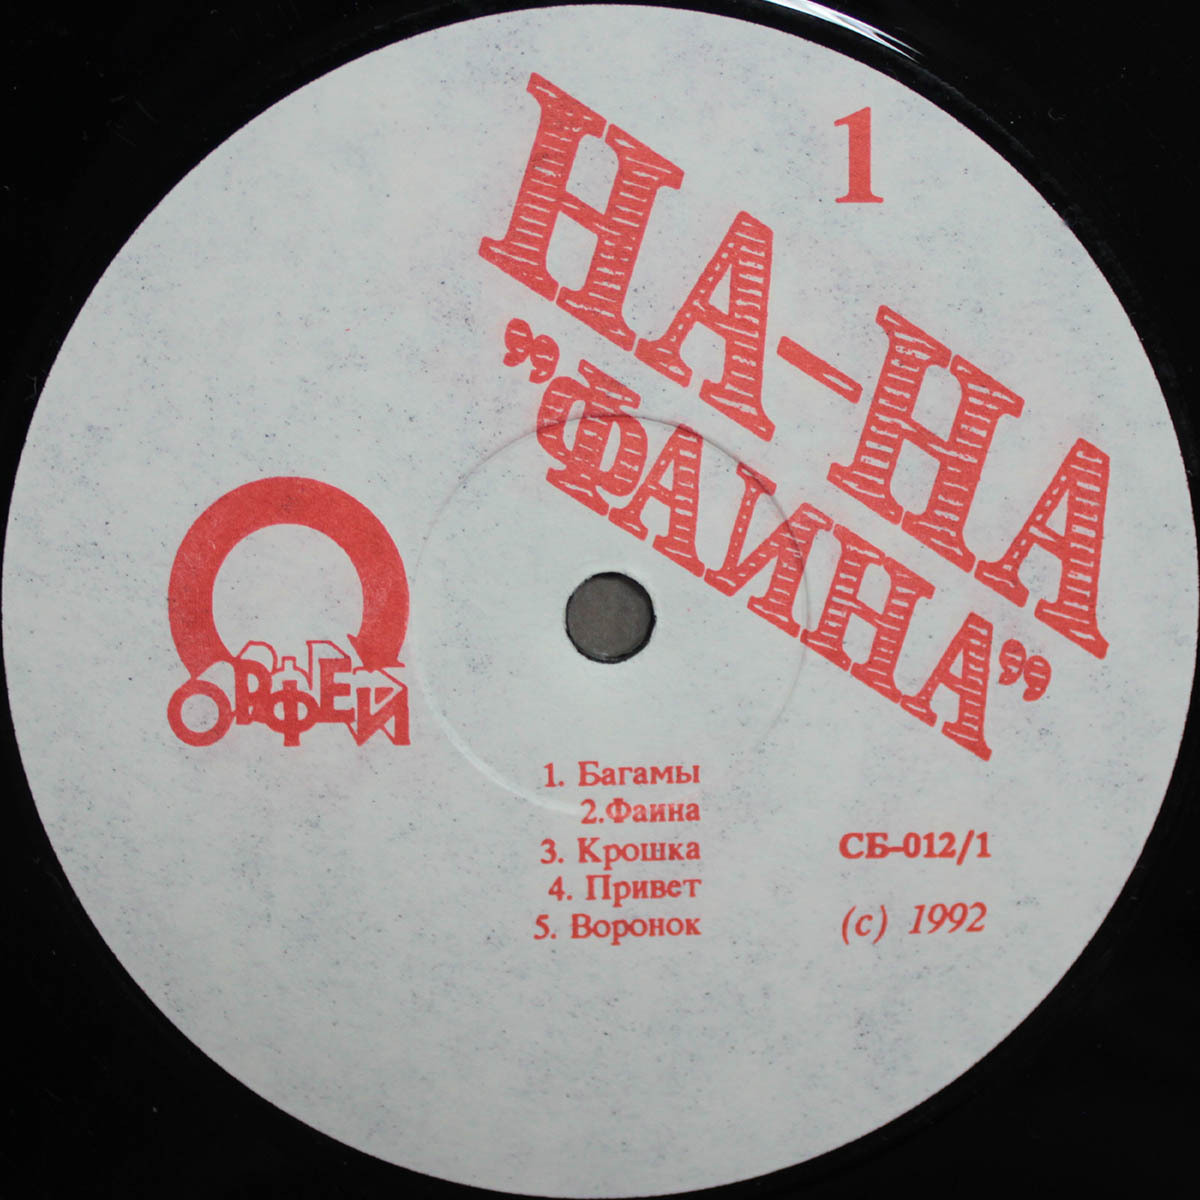 1
НА-НА
"ФАИНА"
ОРФЕЙ
1. Багамы
2.Фаина
3. Крошка
4. Привет
5. Воронок
СБ-012/1
(с) 1992